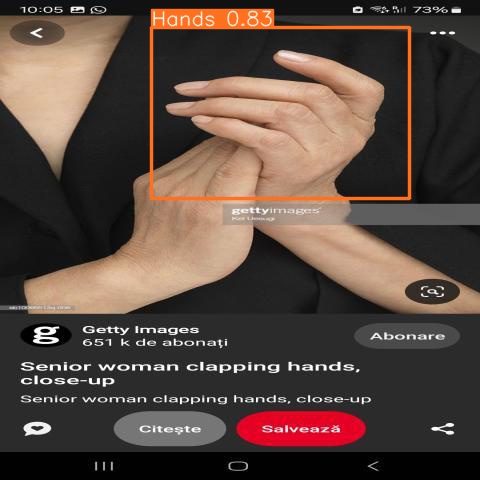 10:05
73%
Hands 0.83
gettyimages
Kei Uesugi
g
Getty Images
651 k de abonați
Abonare
Senior woman clapping hands,
close-up
Senior woman clapping hands, close-up
Citește
Salvează